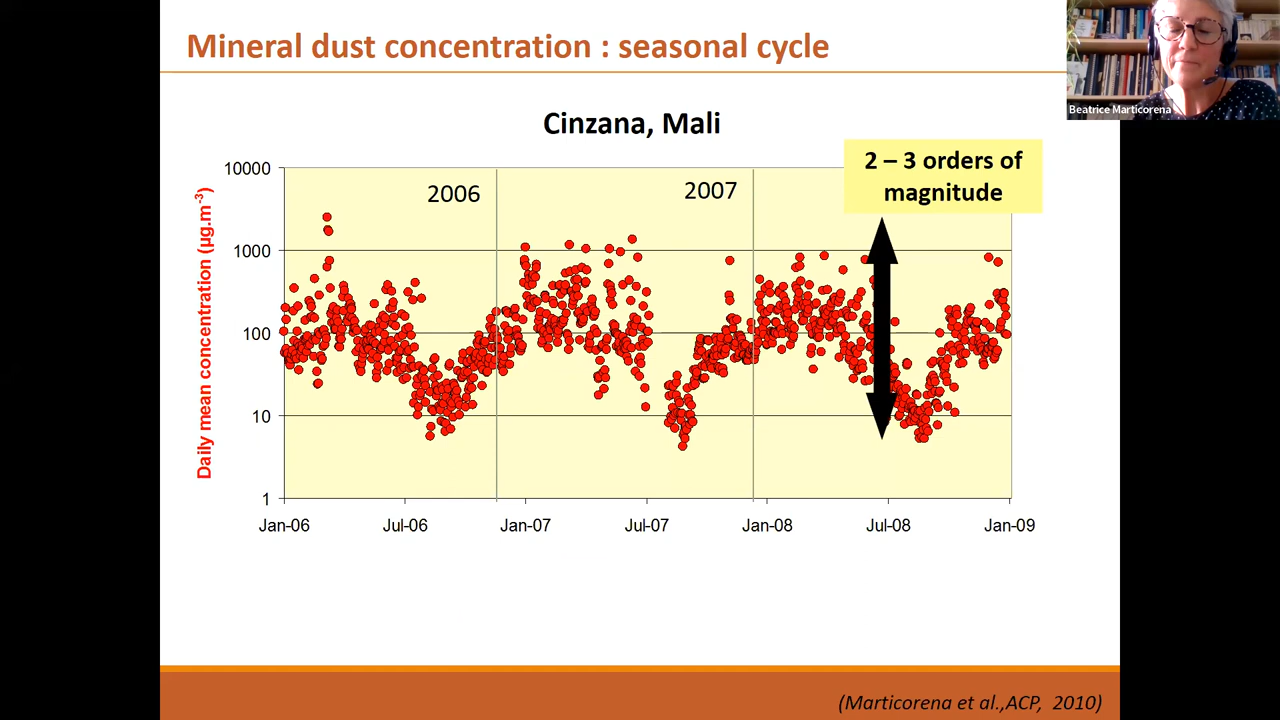 Mineral dust concentration : seasonal cycle
Beatrice Marticorena
Cinzana, Mali
2 – 3 orders of
magnitude
2006
2007
Daily mean concentration (µg.m-3)
10000
1000
100
10
1
Jan-06 Jul-06 Jan-07 Jul-07 Jan-08 Jul-08 Jan-09
(Marticorena et al.,ACP, 2010)